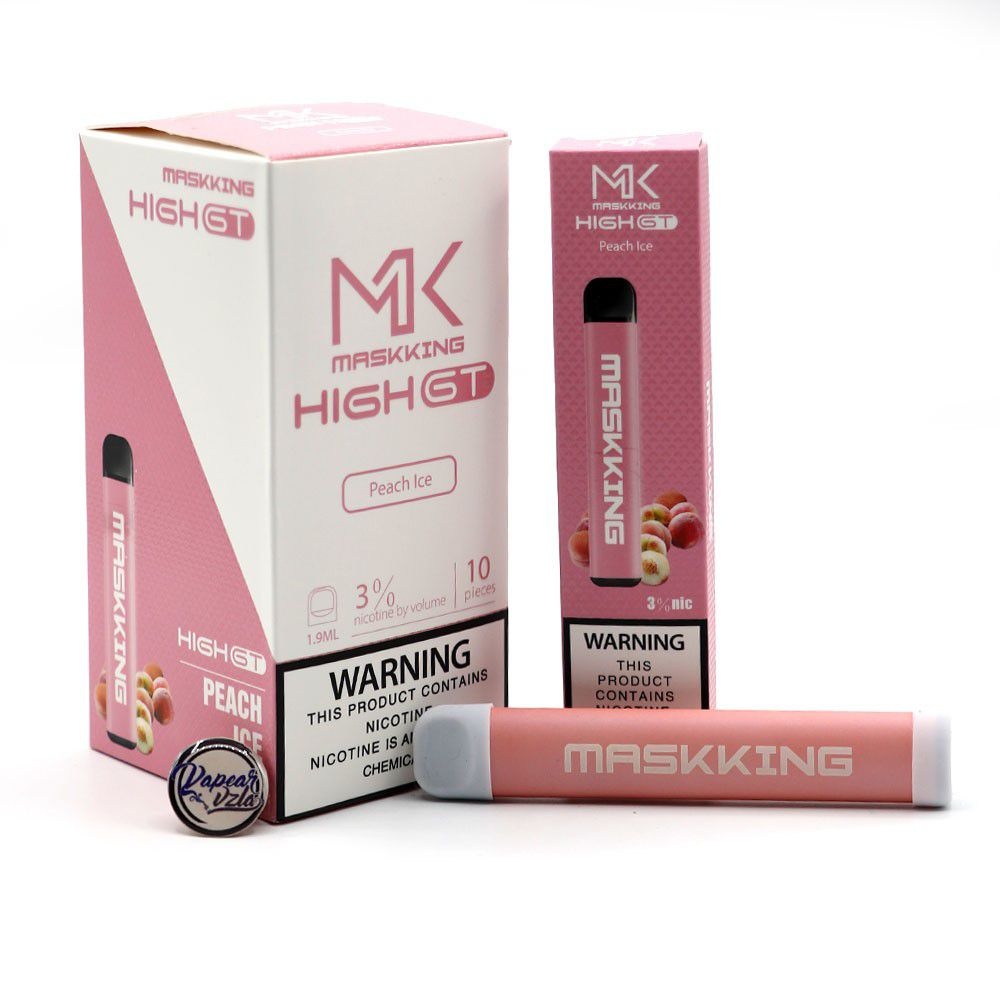 MASKKING
HIGH GT
MASKKING
HIGH GT
PEACH
ICE
MK
MASKKING
HIGH GT
Peach Ice
1.9ML
3%
nicotine by volume
10
pieces
WARNING
THIS PRODUCT CONTAINS
NICOTINE
NICOTINE IS
Vapear
Vzla
MK
MASKKING
HIGH GT
Peach Ice
MASKKING
3% nic
WARNING
THIS
PRODUCT
CONTAINS
NICOTINE
MASKKING